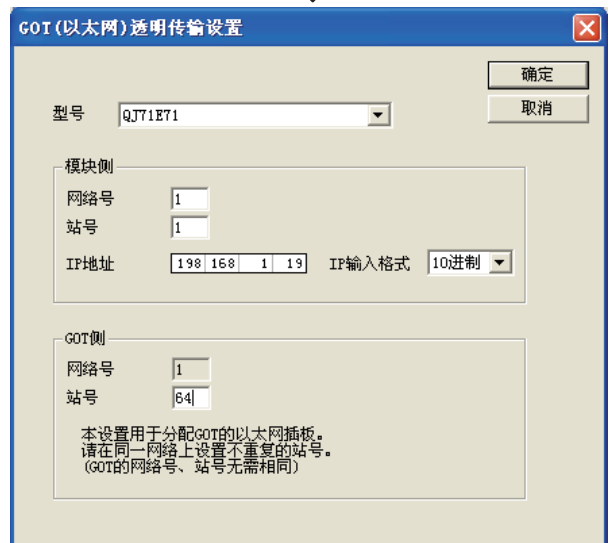 GOT(以太网)透明传输设置
确定
型号 QJ71E71 取消
模块侧
网络号 1
站号 1
IP地址 198 168 1 19 IP输入格式 10进制
GOT侧
网络号 1
站号 64
本设置用于分配GOT的以太网插板。
请在同一网络上设置不重复的站号。
(GOT的网络号、站号无需相同)